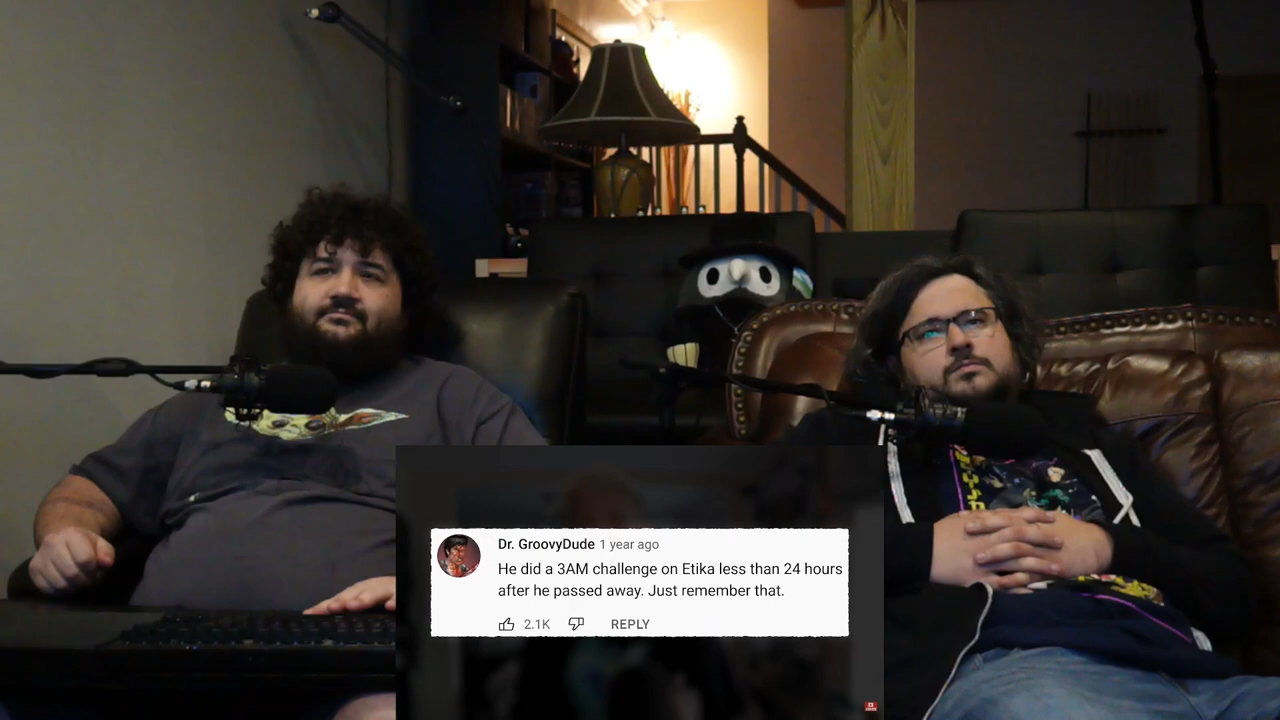 Dr. GroovyDude 1 year ago
He did a 3AM challenge on Etika less than 24 hours
after he passed away. Just remember that.
2.1K REPLY